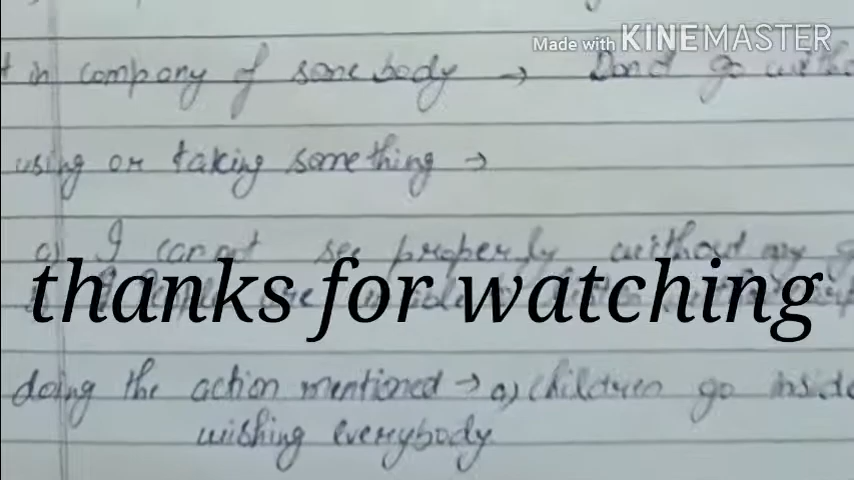 Made with KINEMASTER
in company of somebody → Dond go
using or taking something →
a) I cannot see properly without my
thanks for watching
doing the action mentioned → a) children go inside
wishing everybody